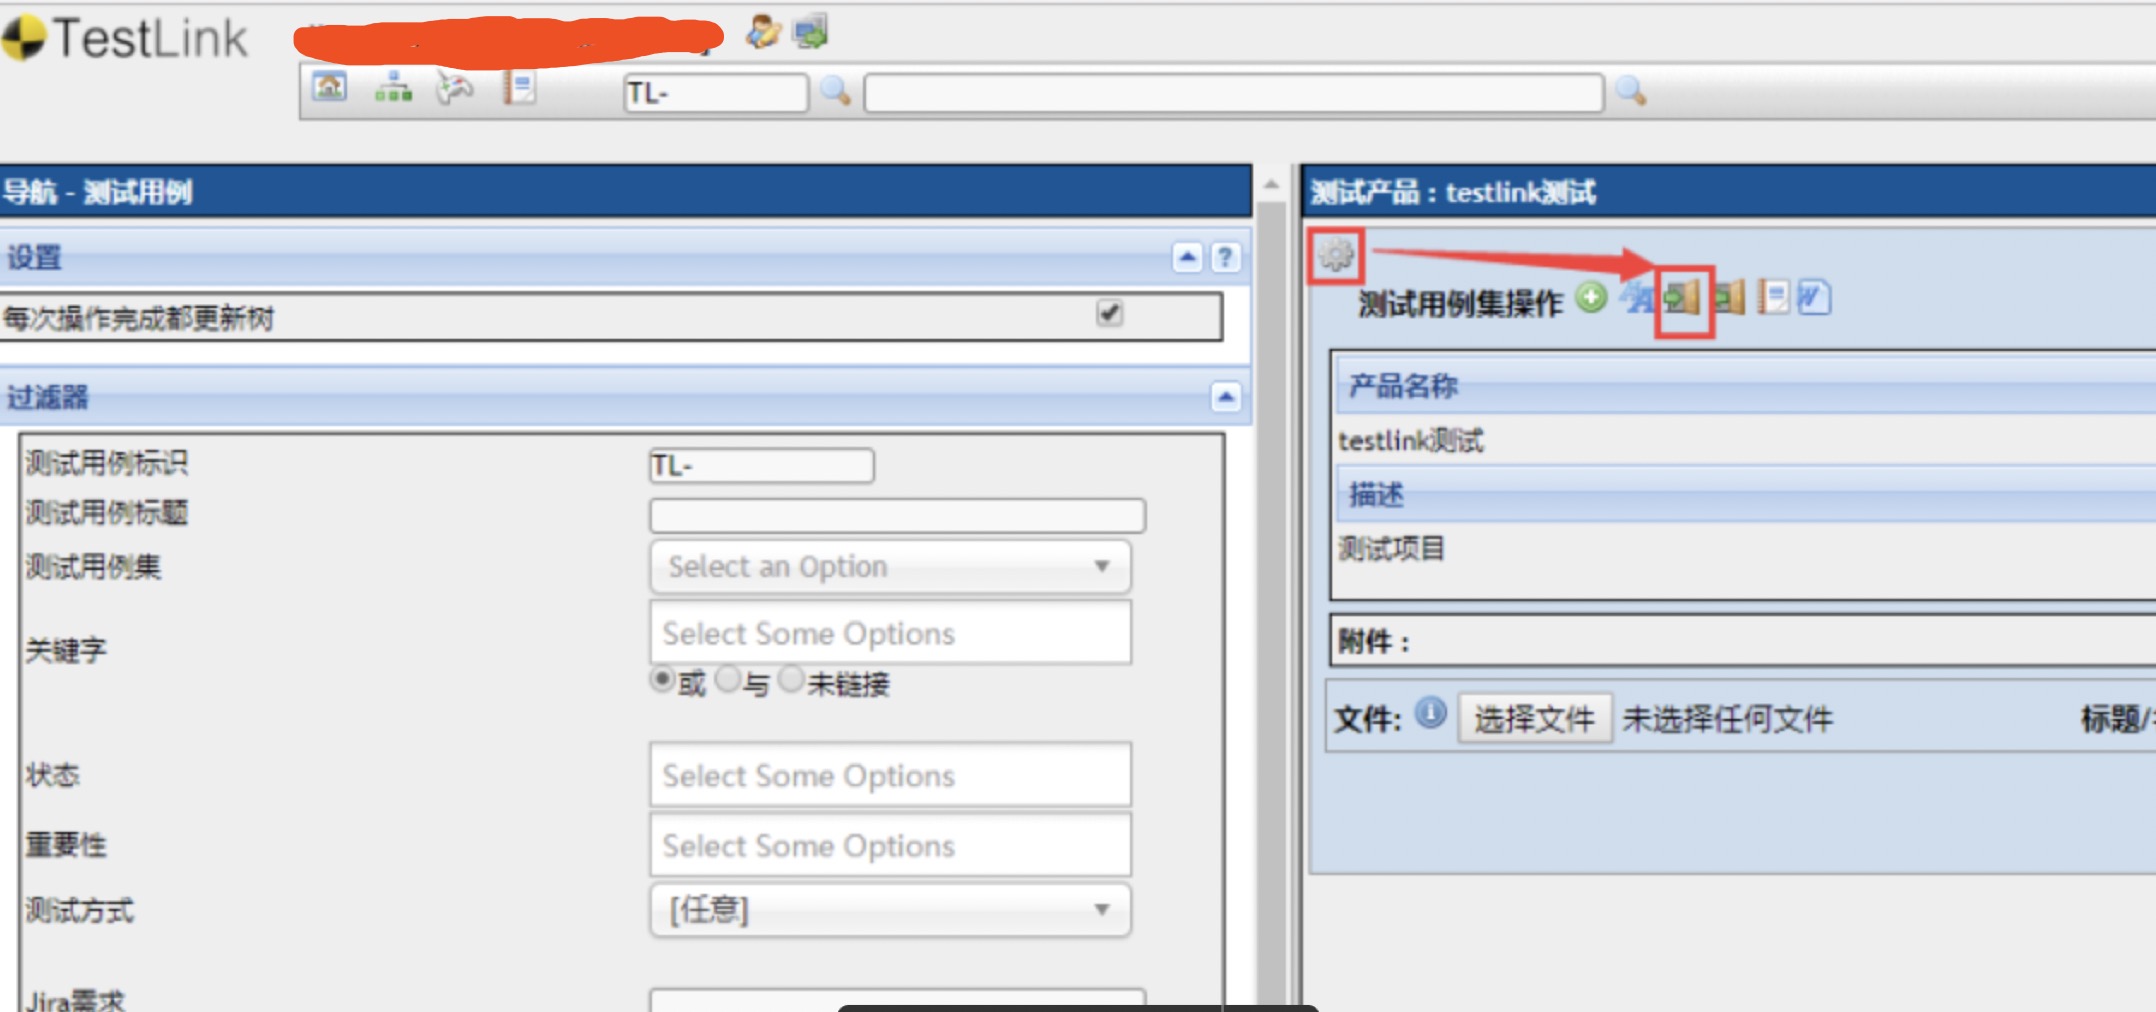 TestLink
TL-
导航 - 测试用例
设置
?
每次操作完成都更新树
过滤器
测试用例标识
TL-
测试用例标题
测试用例集
Select an Option
关键字
Select Some Options
或 与 未链接
状态
Select Some Options
重要性
Select Some Options
测试方式
[任意]
Jira需求
测试产品 : testlink测试
测试用例集操作
产品名称
testlink测试
描述
测试项目
附件 :
文件: 选择文件 未选择任何文件 标题/